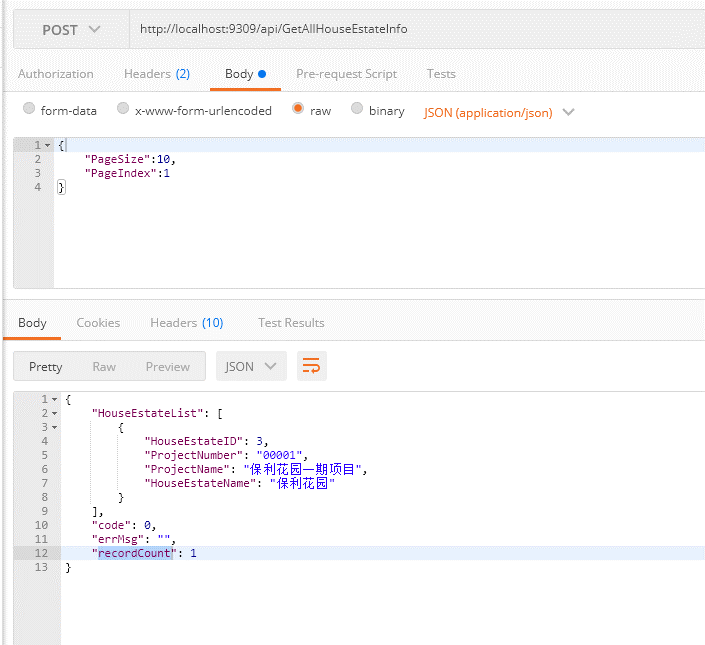 POST http://localhost:9309/api/GetAllHouseEstateInfo
Authorization Headers (2) Body Pre-request Script Tests
form-data x-www-form-urlencoded raw binary JSON (application/json)
1 {
2 "PageSize":10,
3 "PageIndex":1
4 }
Body Cookies Headers (10) Test Results
Pretty Raw Preview JSON
1 {
2 "HouseEstateList": [
3 {
4 "HouseEstateID": 3,
5 "ProjectNumber": "00001",
6 "ProjectName": "保利花园一期项目",
7 "HouseEstateName": "保利花园"
8 }
9 ],
10 "code": 0,
11 "errMsg": "",
12 "recordCount": 1
13 }